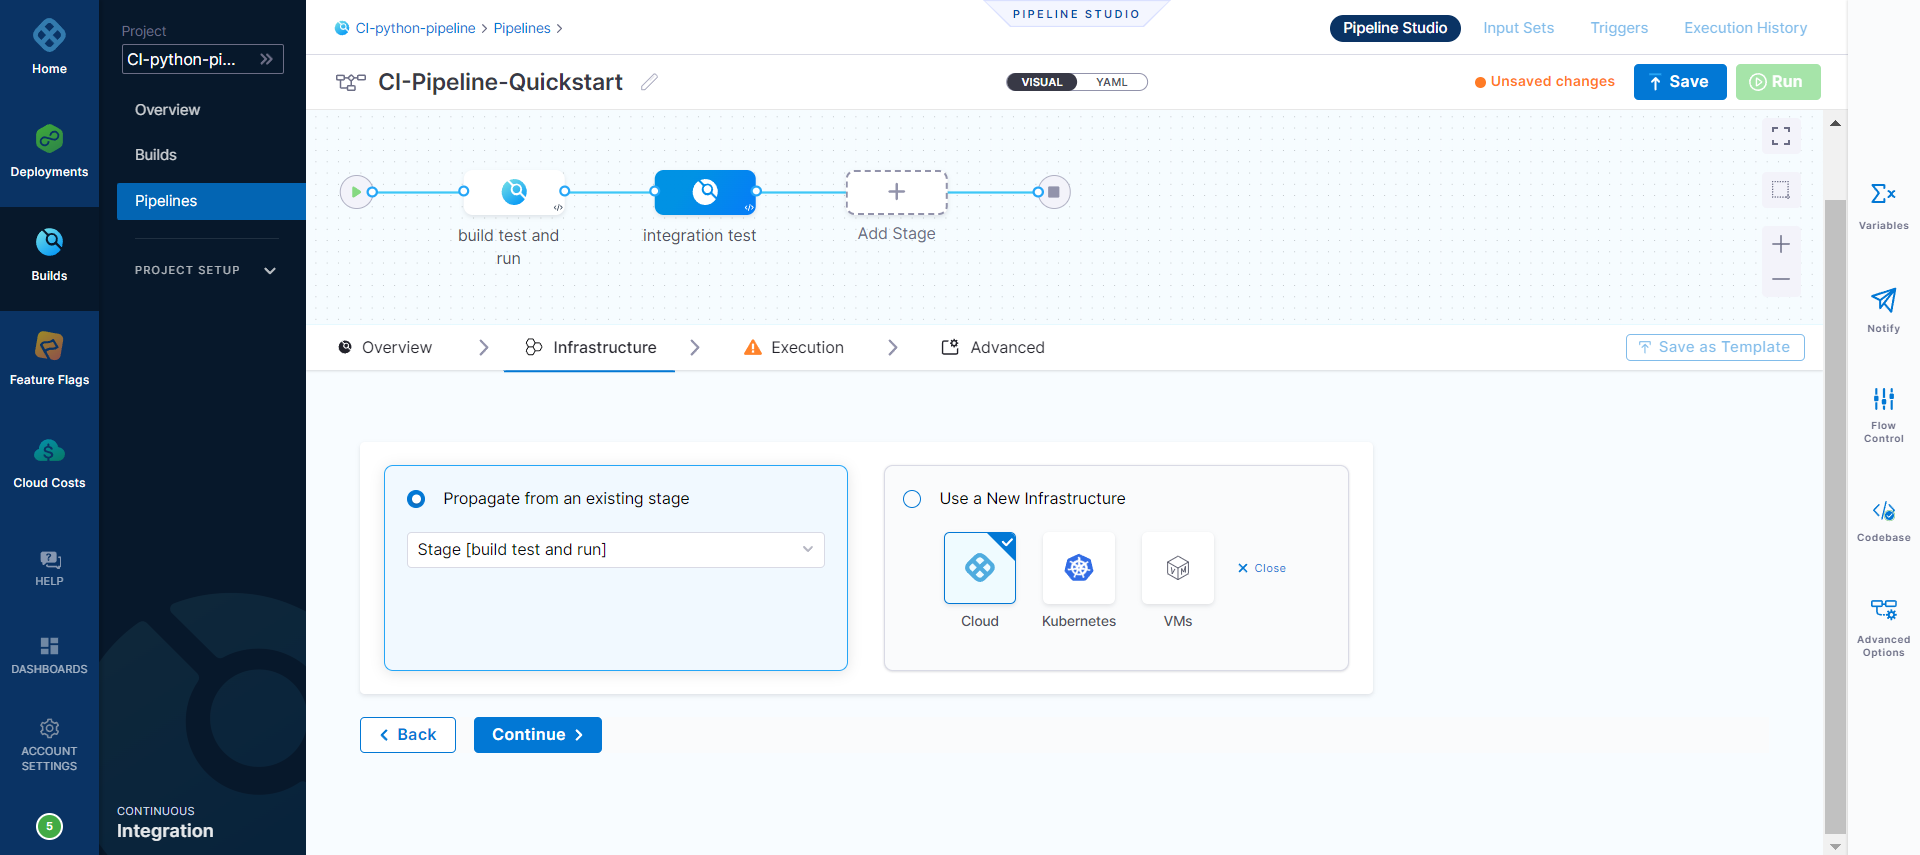 Home
Deployments
Builds
Feature Flags
Cloud Costs
HELP
DASHBOARDS
ACCOUNT
SETTINGS
5
Project
CI-python-pi...
Overview
Builds
Pipelines
PROJECT SETUP
CONTINUOUS
Integration
CI-python-pipeline > Pipelines >
PIPELINE STUDIO
Pipeline Studio
Input Sets
Triggers
Execution History
CI-Pipeline-Quickstart
VISUAL
YAML
Unsaved changes
Save
Run
build test and
run
integration test
Add Stage
Overview
Infrastructure
Execution
Advanced
Save as Template
Propagate from an existing stage
Stage [build test and run]
Use a New Infrastructure
Cloud
Kubernetes
VM
VMs
Close
Back
Continue
Variables
Notify
Flow
Control
Codebase
Advanced
Options